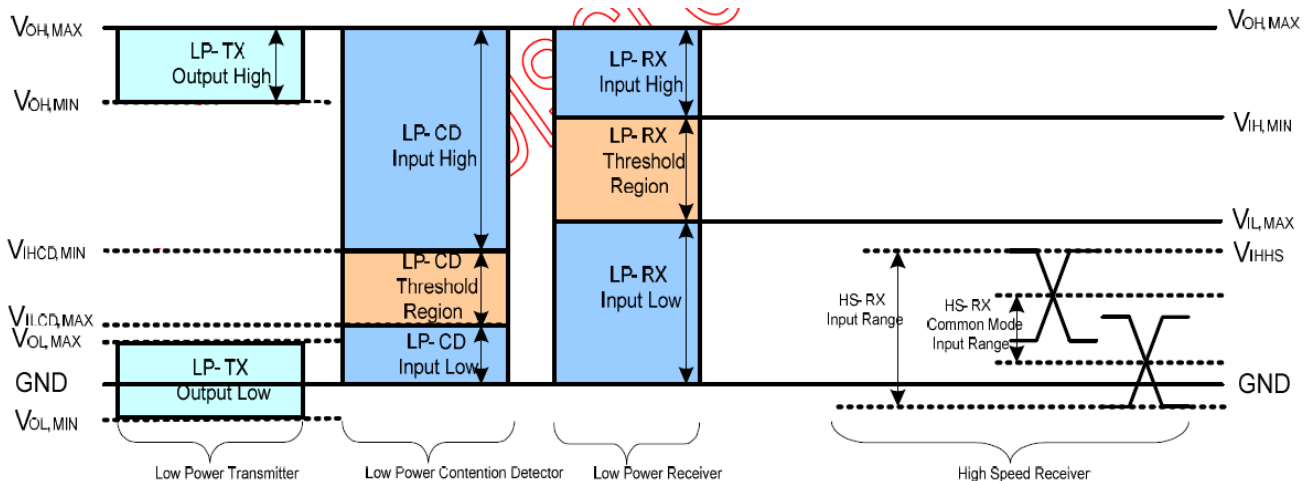 VOH,MAX
LP-TX
Output High
VOH,MIN
LP-CD
Input High
VIHCD,MIN
LP-CD
Threshold
Region
VILCD,MAX
VOL,MAX
LP-CD
Input Low
LP-TX
Output Low
GND
VOL,MIN
LP-RX
Input High
LP-RX
Threshold
Region
LP-RX
Input Low
VOH,MAX
VIH,MIN
VIL,MAX
VIHHS
HS-RX
Input Range
HS-RX
Common Mode
Input Range
GND
Low Power Transmitter
Low Power Contention Detector
Low Power Receiver
High Speed Receiver